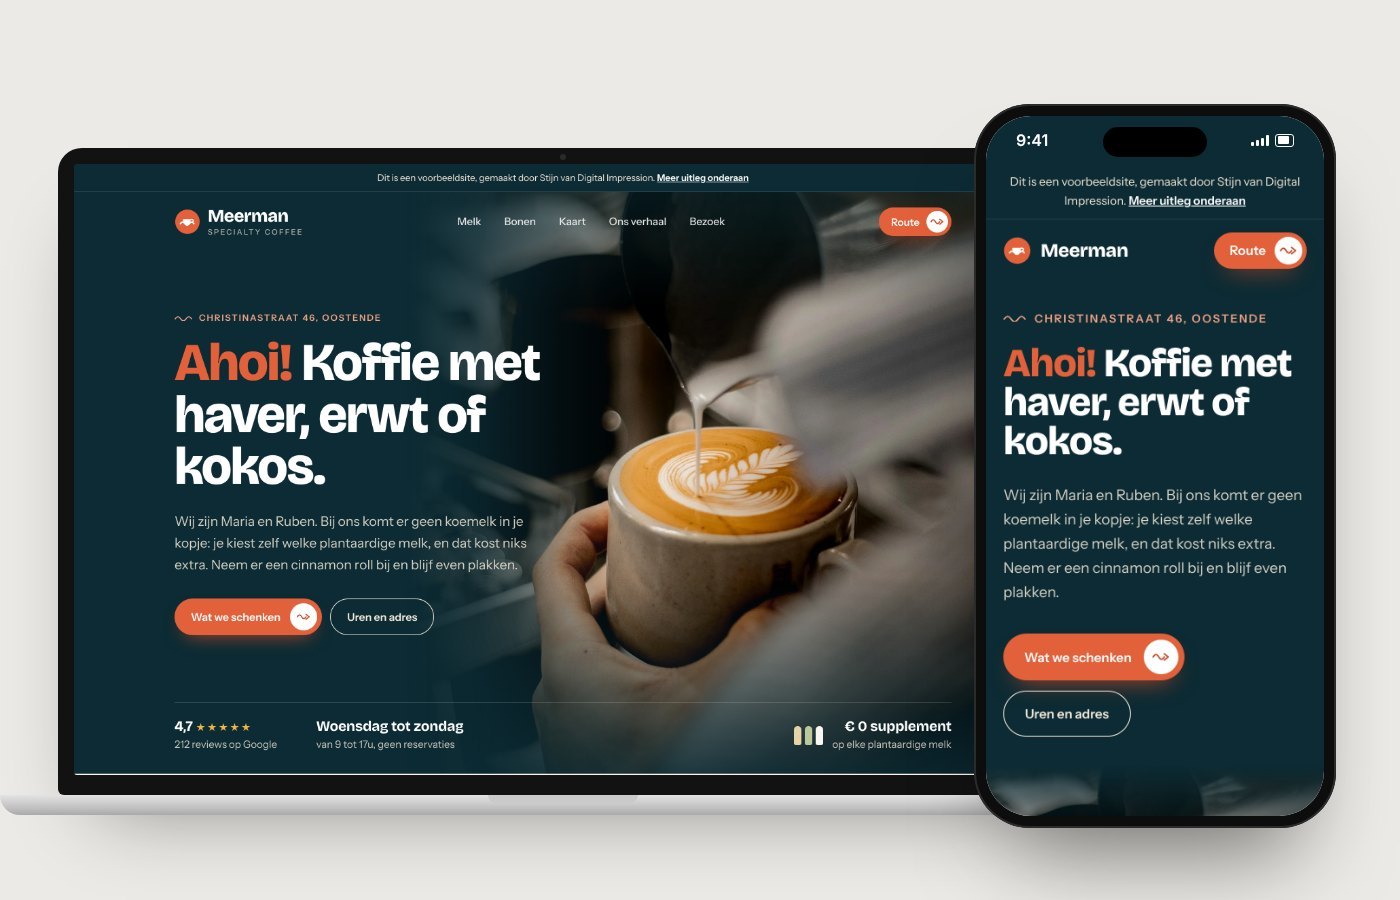 Dit is een voorbeeldsite, gemaakt door Stijn van Digital Impression. Meer uitleg onderaan
Meerman
SPECIALTY COFFEE
Melk
Bonen
Kaart
Ons verhaal
Bezoek
Route
CHRISTINASTRAAT 46, OOSTENDE
Ahoi! Koffie met
haver, erwt of
kokos.
Wij zijn Maria en Ruben. Bij ons komt er geen koemelk in je
kopje: je kiest zelf welke plantaardige melk, en dat kost niks
extra. Neem er een cinnamon roll bij en blijf even plakken.
Wat we schenken
Uren en adres
4,7 ★★★★★
212 reviews op Google
Woensdag tot zondag
van 9 tot 17u, geen reservaties
€ 0 supplement
op elke plantaardige melk
9:41
Dit is een voorbeeldsite, gemaakt door Stijn van Digital
Impression. Meer uitleg onderaan
Meerman
Route
CHRISTINASTRAAT 46, OOSTENDE
Ahoi! Koffie met
haver, erwt of
kokos.
Wij zijn Maria en Ruben. Bij ons komt er geen
koemelk in je kopje: je kiest zelf welke
plantaardige melk, en dat kost niks extra.
Neem er een cinnamon roll bij en blijf even
plakken.
Wat we schenken
Uren en adres